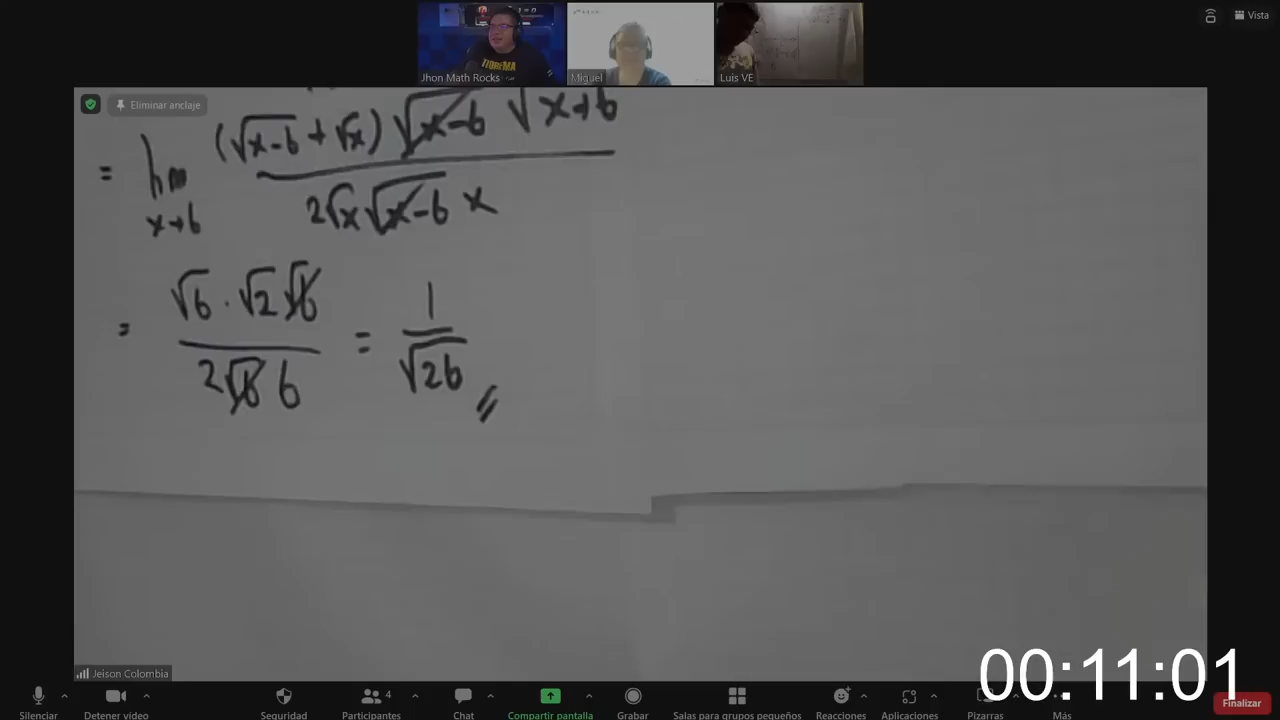 Vista
Jhon Math Rocks
Miguel
Luis VE
Eliminar anclaje
= lim x→6 (√x-6 + √x) √x-6 √x+6 / 2√x √x-6 x
= √6 · √2 √6 / 2√6 6 = 1 / √26
Jeison Colombia
00:11:01
Silenciar
Detener video
Seguridad
4
Participantes
Chat
Compartir pantalla
Grabar
Salas para grupos pequeños
Reacciones
Aplicaciones
Pizarras
Más
Finalizar